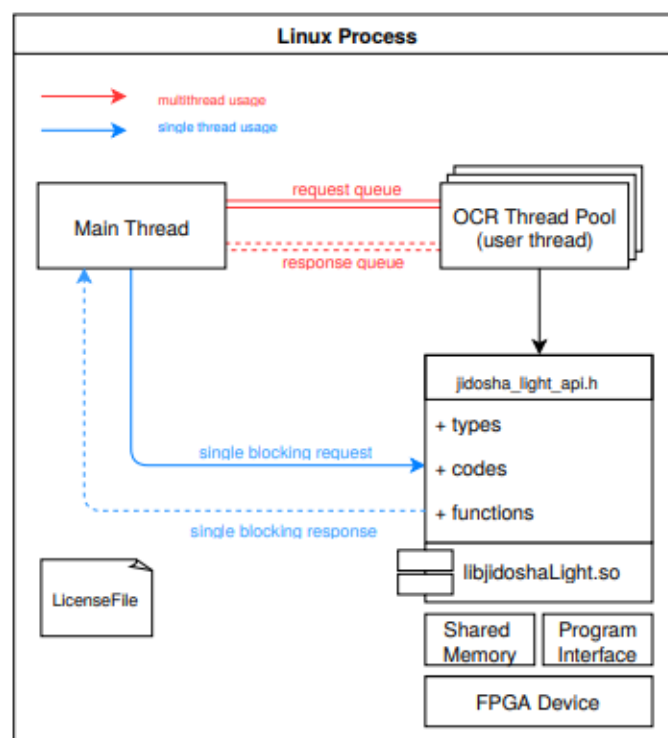 Linux Process
multithread usage
single thread usage
request queue
Main Thread
OCR Thread Pool
(user thread)
response queue
jidosha_light_api.h
+ types
single blocking request
+ codes
+ functions
single blocking response
LicenseFile
libjidoshaLight.so
Shared
Memory
Program
Interface
FPGA Device